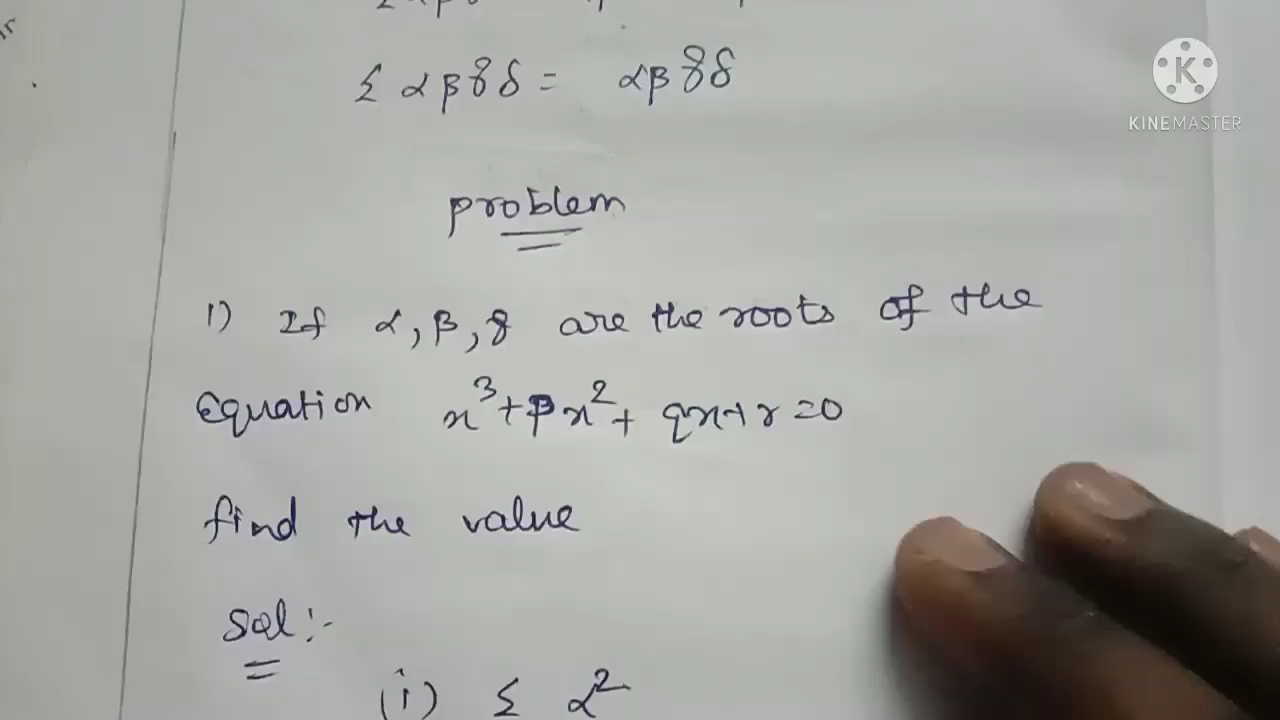 Σ αβγδ = αβγδ
KINEMASTER
problem
1) If α, β, γ are the roots of the
Equation x³ + px² + qx + r = 0
find the value
Sol :-
(i) Σ α²